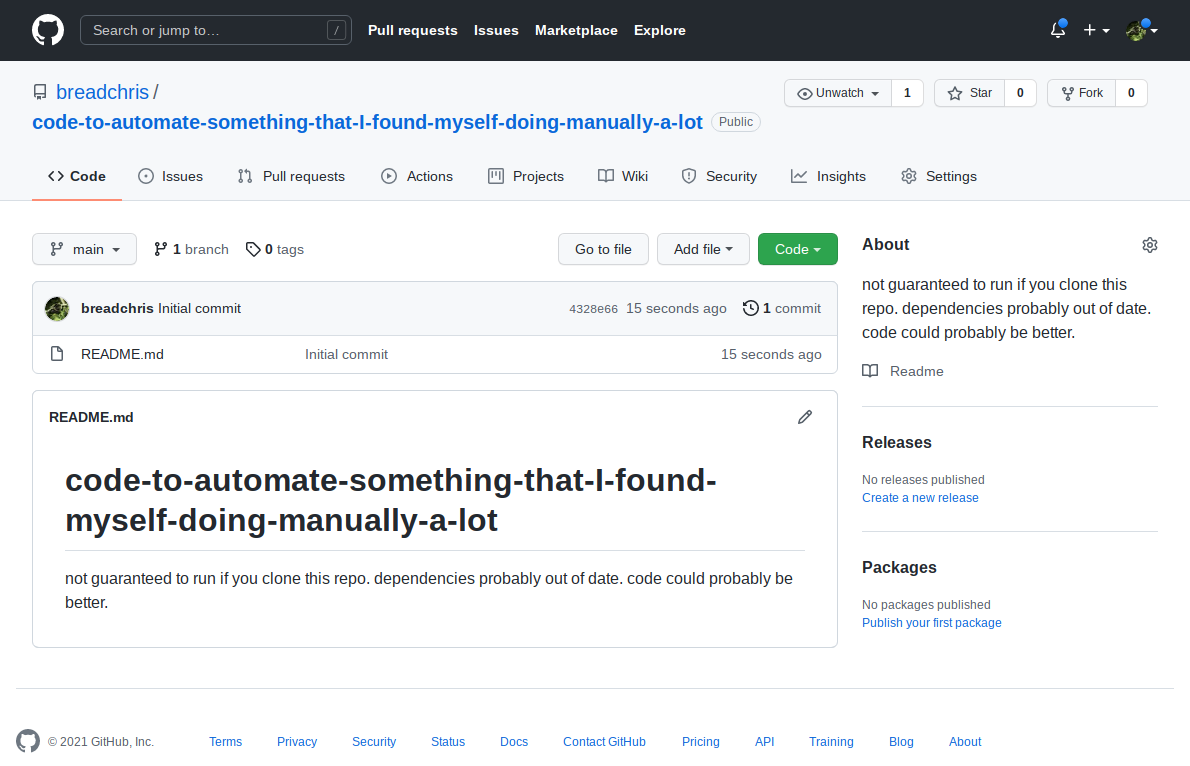 Search or jump to… /
Pull requests Issues Marketplace Explore
breadchris /
Unwatch 1 Star 0 Fork 0
code-to-automate-something-that-I-found-myself-doing-manually-a-lot Public
Code Issues Pull requests Actions Projects Wiki Security Insights Settings
main 1 branch 0 tags Go to file Add file Code
breadchris Initial commit 4328e66 15 seconds ago 1 commit
README.md Initial commit 15 seconds ago
README.md
code-to-automate-something-that-I-found-
myself-doing-manually-a-lot
not guaranteed to run if you clone this repo. dependencies probably out of date. code could probably be
better.
About
not guaranteed to run if you clone this
repo. dependencies probably out of date.
code could probably be better.
Readme
Releases
No releases published
Create a new release
Packages
No packages published
Publish your first package
© 2021 GitHub, Inc. Terms Privacy Security Status Docs Contact GitHub Pricing API Training Blog About